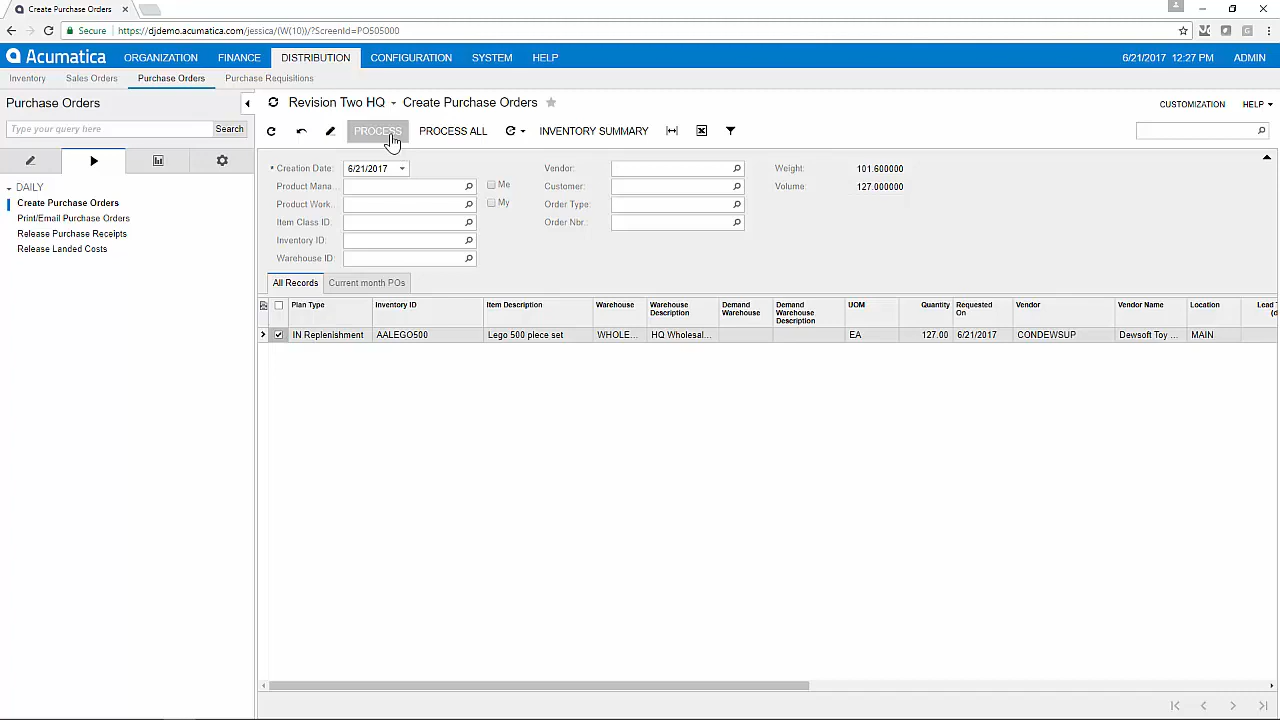 Create Purchase Orders
Secure
https://djdemo.acumatica.com/jessica/(W(10))/?ScreenId=PO505000
Acumatica ORGANIZATION FINANCE DISTRIBUTION CONFIGURATION SYSTEM HELP 6/21/2017 12:27 PM ADMIN
Inventory Sales Orders Purchase Orders Purchase Requisitions
Purchase Orders
Revision Two HQ Create Purchase Orders CUSTOMIZATION HELP
Type your query here Search
PROCESS PROCESS ALL INVENTORY SUMMARY
DAILY
Create Purchase Orders
Print/Email Purchase Orders
Release Purchase Receipts
Release Landed Costs
* Creation Date: 6/21/2017 Vendor: Weight: 101.600000
Product Mana... Me Customer: Volume: 127.000000
Product Work... My Order Type:
Item Class ID: Order Nbr.:
Inventory ID:
Warehouse ID:
All Records Current month POs
Plan Type Inventory ID Item Description Warehouse Warehouse Description Demand Warehouse Demand Warehouse Description UOM Quantity Requested On Vendor Vendor Name Location Lead (d
IN Replenishment AALEGO500 Lego 500 piece set WHOLE... HQ Wholesal... EA 127.00 6/21/2017 CONDEWSUP Dewsoft Toy ... MAIN